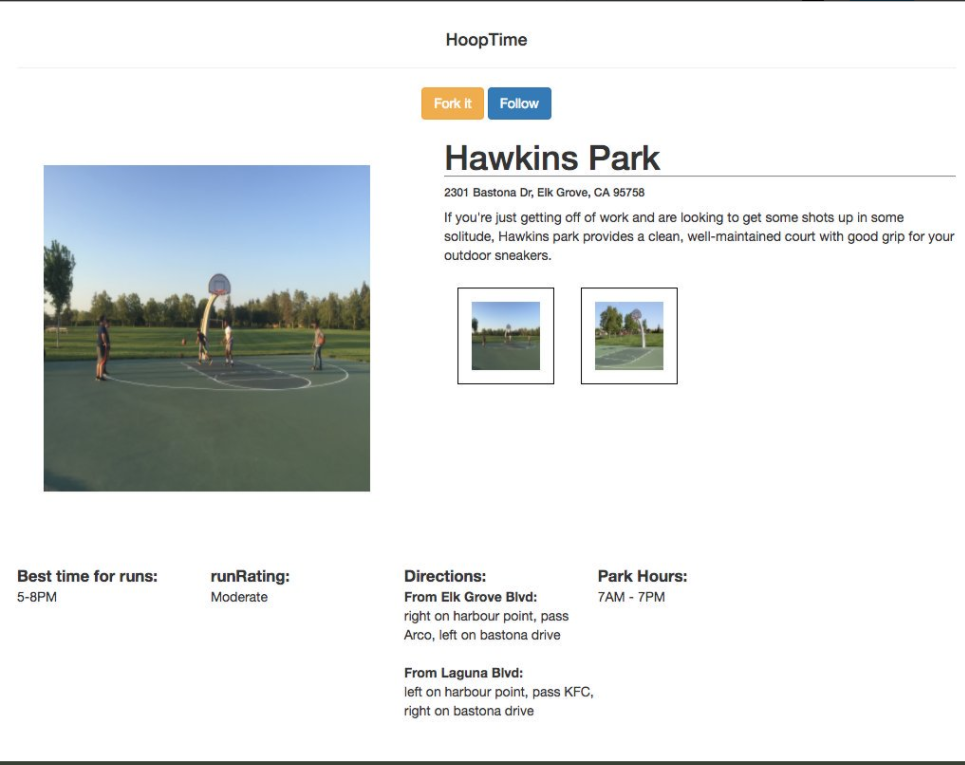 HoopTime
Fork it
Follow
Hawkins Park
2301 Bastona Dr, Elk Grove, CA 95758
If you're just getting off of work and are looking to get some shots up in some
solitude, Hawkins park provides a clean, well-maintained court with good grip for your
outdoor sneakers.
Best time for runs:
5-8PM
runRating:
Moderate
Directions:
From Elk Grove Blvd:
right on harbour point, pass
Arco, left on bastona drive
From Laguna Blvd:
left on harbour point, pass KFC,
right on bastona drive
Park Hours:
7AM - 7PM